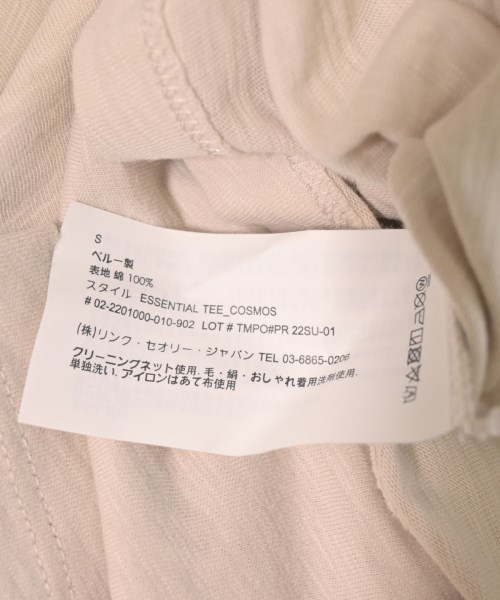 S
ペルー製
表地 綿 100%
スタイル ESSENTIAL TEE_COSMOS
# 02-2201000-010-902 LOT # TMPO#PR 22SU-01
(株)リンク・セオリー・ジャパン TEL 03-6865-0206
クリーニングネット使用. 毛・絹・おしゃれ着用洗剤使用.
単独洗い. アイロンはあて布使用